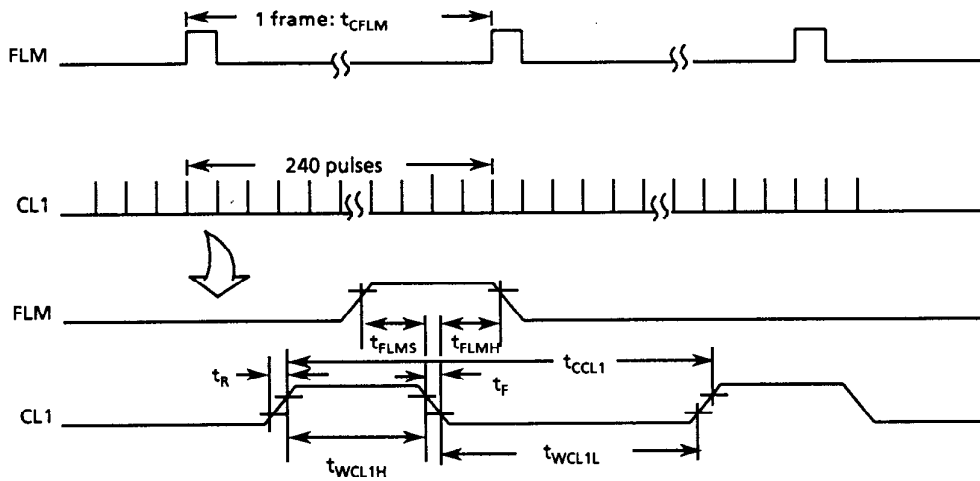 1 frame: tCFLM
FLM
240 pulses
CL1
FLM
tFLMS tFLMH
tCCL1
tR tF
CL1
tWCL1H tWCL1L